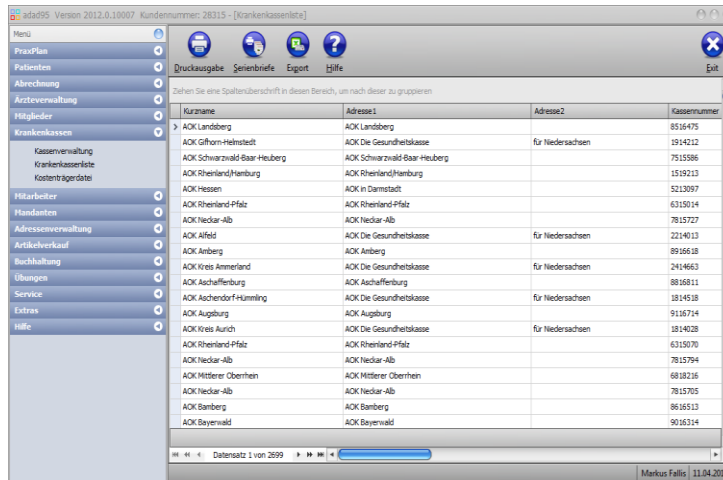 adad95 Version 2012.0.10007 Kundennummer: 28315 - [Krankenkassenliste]
Menü
PraxPlan
Patienten
Abrechnung
Ärzteverwaltung
Mitglieder
Krankenkassen
Kassenverwaltung
Krankenkassenliste
Kostenträgerdatei
Mitarbeiter
Mandanten
Adressenverwaltung
Artikelverkauf
Buchhaltung
Übungen
Service
Extras
Hilfe
Druckausgabe Serienbriefe Export Hilfe Exit
Ziehen Sie eine Spaltenüberschrift in diesen Bereich, um nach dieser zu gruppieren
Kurzname Adresse1 Adresse2 Kassennummer
AOK Landsberg AOK Landsberg 8516475
AOK Gifhorn-Helmstedt AOK Die Gesundheitskasse für Niedersachsen 1914212
AOK Schwarzwald-Baar-Heuberg AOK Schwarzwald-Baar-Heuberg 7515586
AOK Rheinland/Hamburg AOK Rheinland/Hamburg 1519213
AOK Hessen AOK in Darmstadt 5213097
AOK Rheinland-Pfalz AOK Rheinland-Pfalz 6315014
AOK Neckar-Alb AOK Neckar-Alb 7815727
AOK Alfeld AOK Die Gesundheitskasse für Niedersachsen 2214013
AOK Amberg AOK Amberg 8916618
AOK Kreis Ammerland AOK Die Gesundheitskasse für Niedersachsen 2414663
AOK Aschaffenburg AOK Aschaffenburg 8816811
AOK Aschendorf-Hümmling AOK Die Gesundheitskasse für Niedersachsen 1814518
AOK Augsburg AOK Augsburg 9116714
AOK Kreis Aurich AOK Die Gesundheitskasse für Niedersachsen 1814028
AOK Rheinland-Pfalz AOK Rheinland-Pfalz 6315070
AOK Neckar-Alb AOK Neckar-Alb 7815794
AOK Mittlerer Oberrhein AOK Mittlerer Oberrhein 6818216
AOK Neckar-Alb AOK Neckar-Alb 7815705
AOK Bamberg AOK Bamberg 8616513
AOK Bayerwald AOK Bayerwald 9016314
Datensatz 1 von 2699
Markus Fallis 11.04.20